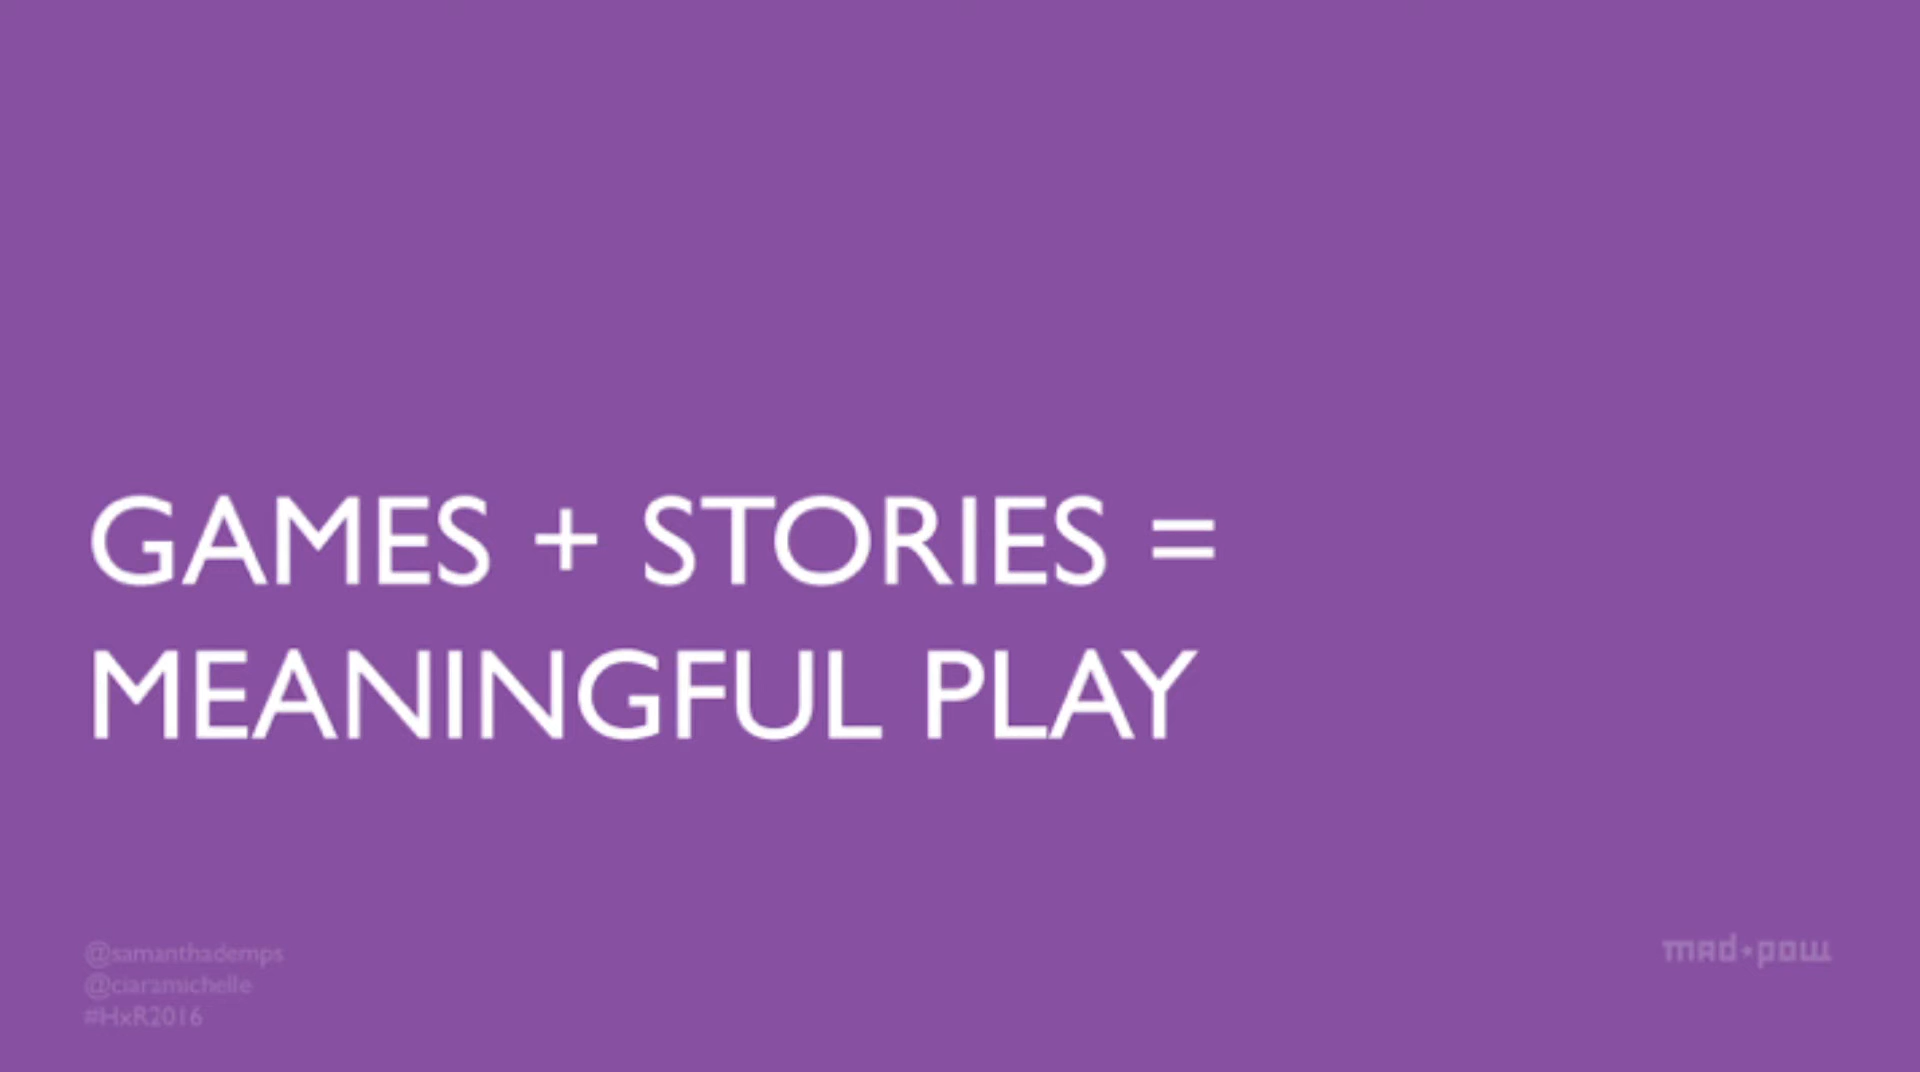 GAMES + STORIES =
MEANINGFUL PLAY
@samanthademps
@ciaramichelle
#HxR2016
mad*pow